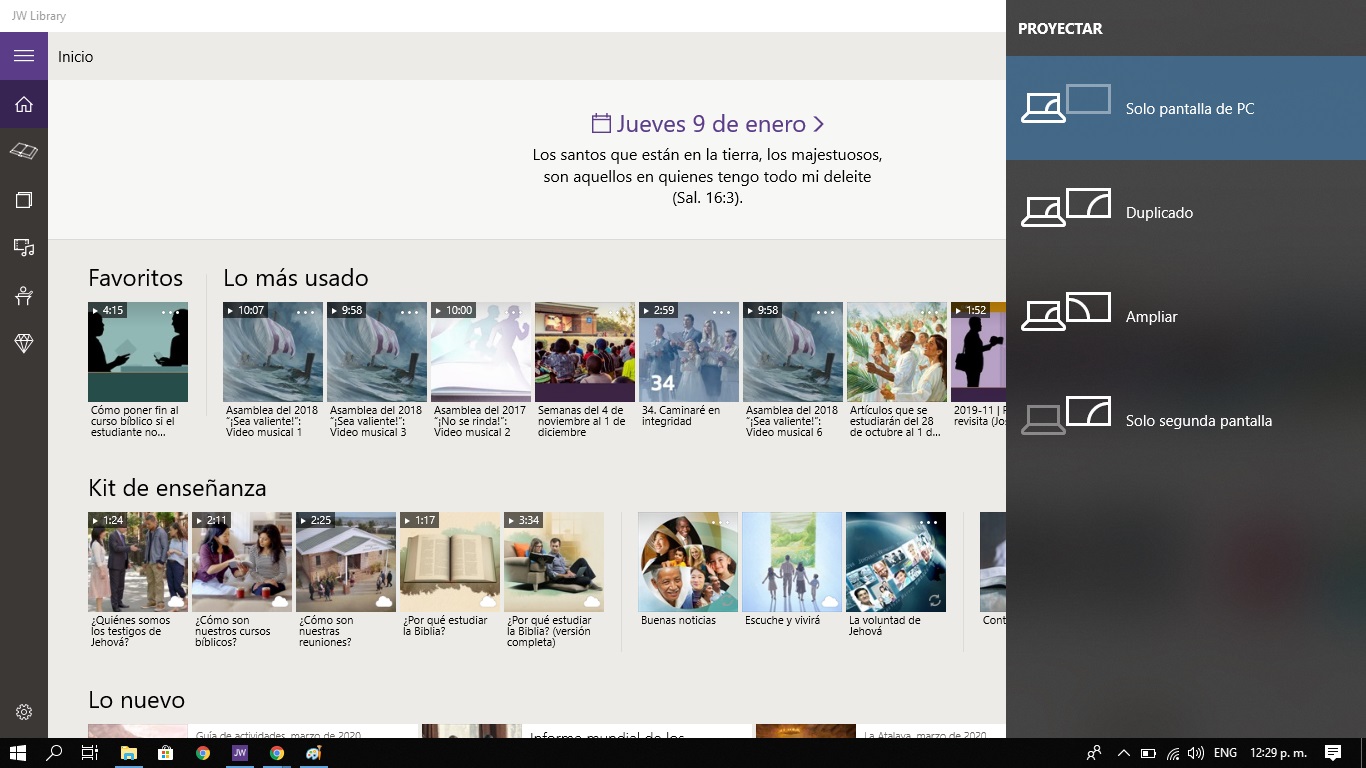 JW Library
Inicio
Jueves 9 de enero
Los santos que están en la tierra, los majestuosos,
son aquellos en quienes tengo todo mi deleite
(Sal. 16:3).
Favoritos
Lo más usado
4:15
10:07
9:58
10:00
2:59
9:58
1:52
34
Cómo poner fin al
curso bíblico si el
estudiante no...
Asamblea del 2018
“¡Sea valiente!”:
Video musical 1
Asamblea del 2018
“¡Sea valiente!”:
Video musical 3
Asamblea del 2017
“¡No se rinda!”:
Video musical 2
Semanas del 4 de
noviembre al 1 de
diciembre
34. Caminaré en
integridad
Asamblea del 2018
“¡Sea valiente!”:
Video musical 6
Artículos que se
estudiarán del 28
de octubre al 1 d...
2019-11 |
revisita (Jos
Kit de enseñanza
1:24
2:11
2:25
1:17
3:34
¿Quiénes somos
los testigos de
Jehová?
¿Cómo son
nuestros cursos
bíblicos?
¿Cómo son
nuestras
reuniones?
¿Por qué estudiar
la Biblia?
¿Por qué estudiar
la Biblia? (versión
completa)
Buenas noticias
Escuche y vivirá
La voluntad de
Jehová
Cont
Lo nuevo
Guía de actividades, marzo de 2020
Informe mundial de los
La Atalaya, marzo de 2020
PROYECTAR
Solo pantalla de PC
Duplicado
Ampliar
Solo segunda pantalla
JW
ENG
12:29 p. m.